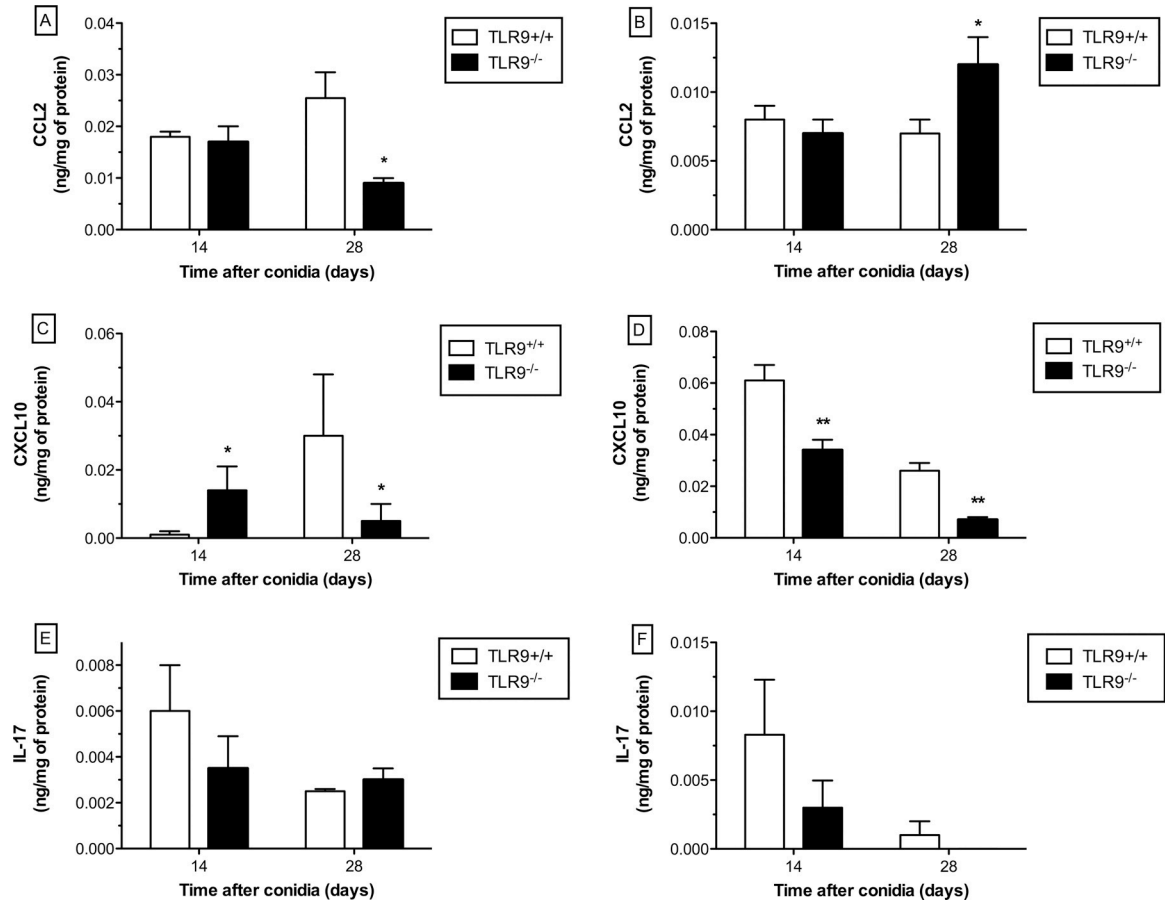 A
CCL2
(ng/mg of protein)
0.04
0.03
0.02
0.01
0.00
*
14
28
Time after conidia (days)
TLR9+/+
TLR9-/-
B
CCL2
(ng/mg of protein)
0.015
0.010
0.005
0.000
*
14
28
Time after conidia (days)
TLR9+/+
TLR9-/-
C
CXCL10
(ng/mg of protein)
0.06
0.04
0.02
0.00
*
*
14
28
Time after conidia (days)
TLR9+/+
TLR9-/-
D
CXCL10
(ng/mg of protein)
0.08
0.06
0.04
0.02
0.00
**
**
14
28
Time after conidia (days)
TLR9+/+
TLR9-/-
E
IL-17
(ng/mg of protein)
0.008
0.006
0.004
0.002
0.000
14
28
Time after conidia (days)
TLR9+/+
TLR9-/-
F
IL-17
(ng/mg of protein)
0.015
0.010
0.005
0.000
14
28
Time after conidia (days)
TLR9+/+
TLR9-/-